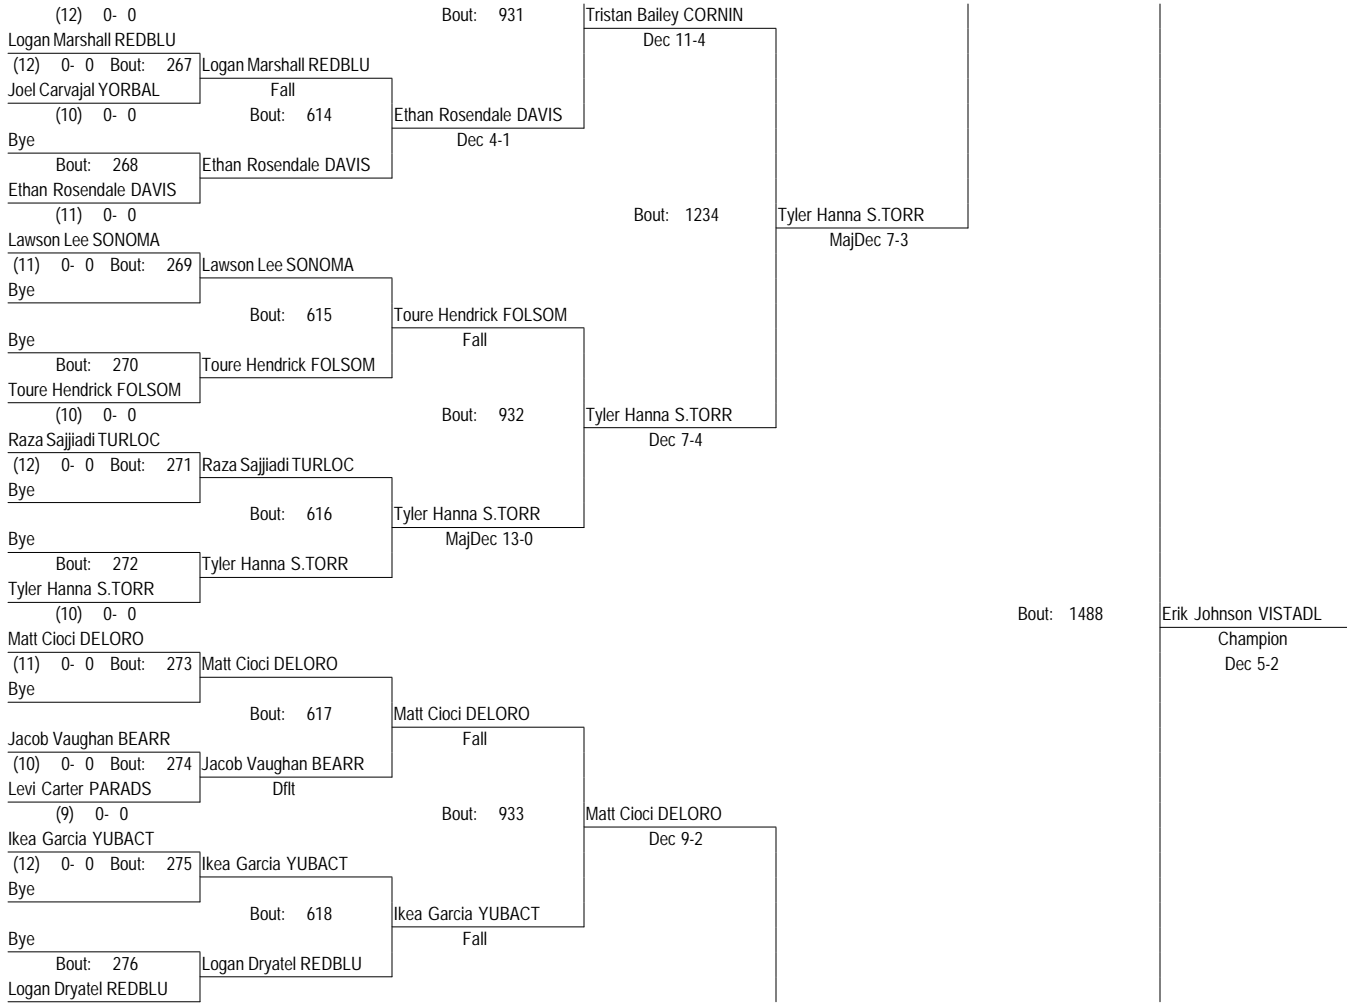 (12) 0- 0 Bout: 931 Tristan Bailey CORNIN
Logan Marshall REDBLU Dec 11-4
(12) 0- 0 Bout: 267 Logan Marshall REDBLU
Joel Carvajal YORBAL Fall
(10) 0- 0 Bout: 614 Ethan Rosendale DAVIS
Bye Dec 4-1
Bout: 268 Ethan Rosendale DAVIS
Ethan Rosendale DAVIS
(11) 0- 0 Bout: 1234 Tyler Hanna S.TORR
Lawson Lee SONOMA MajDec 7-3
(11) 0- 0 Bout: 269 Lawson Lee SONOMA
Bye
Bout: 615 Toure Hendrick FOLSOM
Bye Fall
Bout: 270 Toure Hendrick FOLSOM
Toure Hendrick FOLSOM
(10) 0- 0 Bout: 932 Tyler Hanna S.TORR
Raza Sajjiadi TURLOC Dec 7-4
(12) 0- 0 Bout: 271 Raza Sajjiadi TURLOC
Bye
Bout: 616 Tyler Hanna S.TORR
Bye MajDec 13-0
Bout: 272 Tyler Hanna S.TORR
Tyler Hanna S.TORR
(10) 0- 0 Bout: 1488 Erik Johnson VISTADL
Matt Cioci DELORO Champion
(11) 0- 0 Bout: 273 Matt Cioci DELORO Dec 5-2
Bye
Bout: 617 Matt Cioci DELORO
Jacob Vaughan BEARR Fall
(10) 0- 0 Bout: 274 Jacob Vaughan BEARR
Levi Carter PARADS Dflt
(9) 0- 0 Bout: 933 Matt Cioci DELORO
Ikea Garcia YUBACT Dec 9-2
(12) 0- 0 Bout: 275 Ikea Garcia YUBACT
Bye
Bout: 618 Ikea Garcia YUBACT
Bye Fall
Bout: 276 Logan Dryatel REDBLU
Logan Dryatel REDBLU